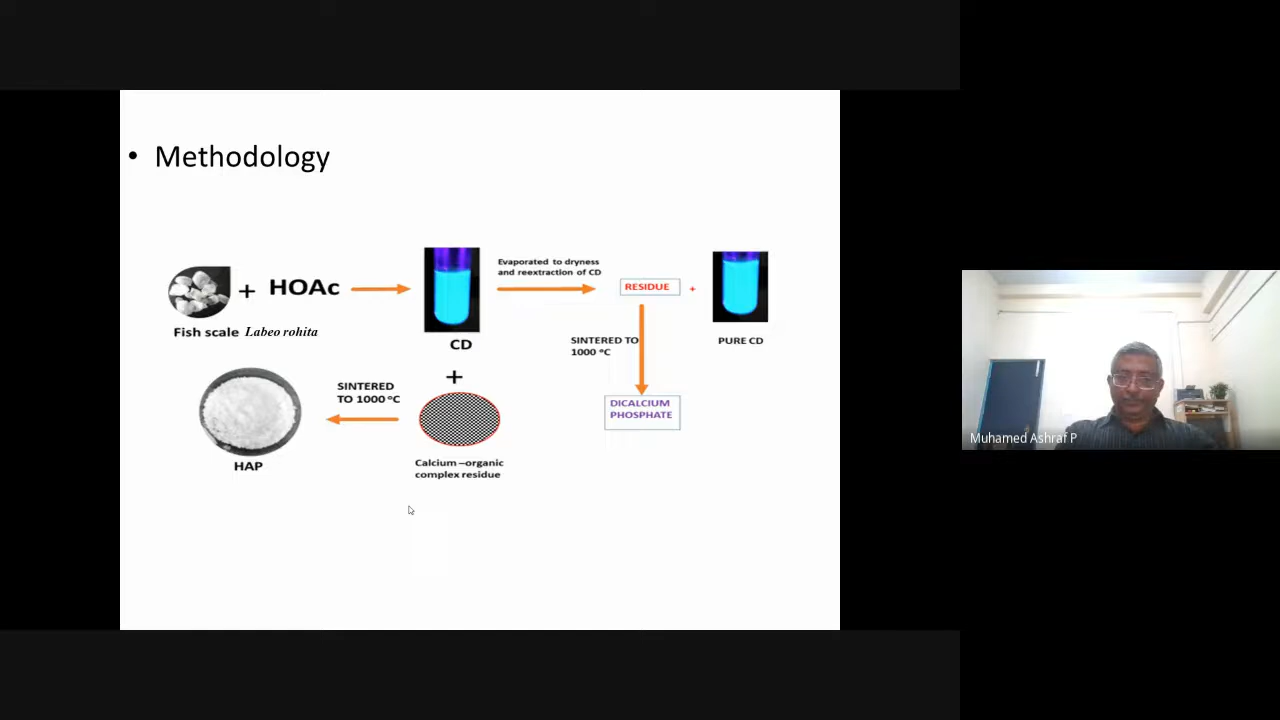 • Methodology
Evaporated to dryness
and reextraction of CD
+ HOAc
RESIDUE
+
Fish scale Labeo rohita
CD
SINTERED TO
1000 °C
PURE CD
+
SINTERED
TO 1000 °C
DICALCIUM
PHOSPHATE
HAP
Calcium –organic
complex residue
Muhamed Ashraf P